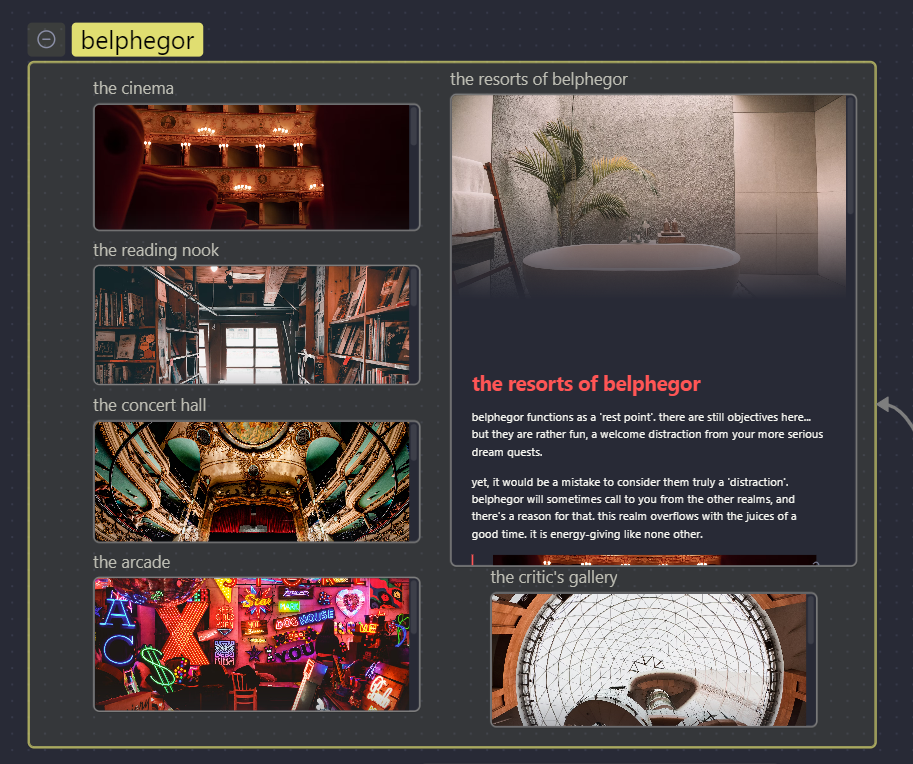 belphegor
the cinema
the reading nook
the concert hall
the arcade
A
C
X
$
Star
DOG HOUSE
YOU
the resorts of belphegor
the resorts of belphegor
belphegor functions as a 'rest point'. there are still objectives here...
but they are rather fun, a welcome distraction from your more serious
dream quests.
yet, it would be a mistake to consider them truly a 'distraction'.
belphegor will sometimes call to you from the other realms, and
there's a reason for that. this realm overflows with the juices of a
good time. it is energy-giving like none other.
the critic's gallery